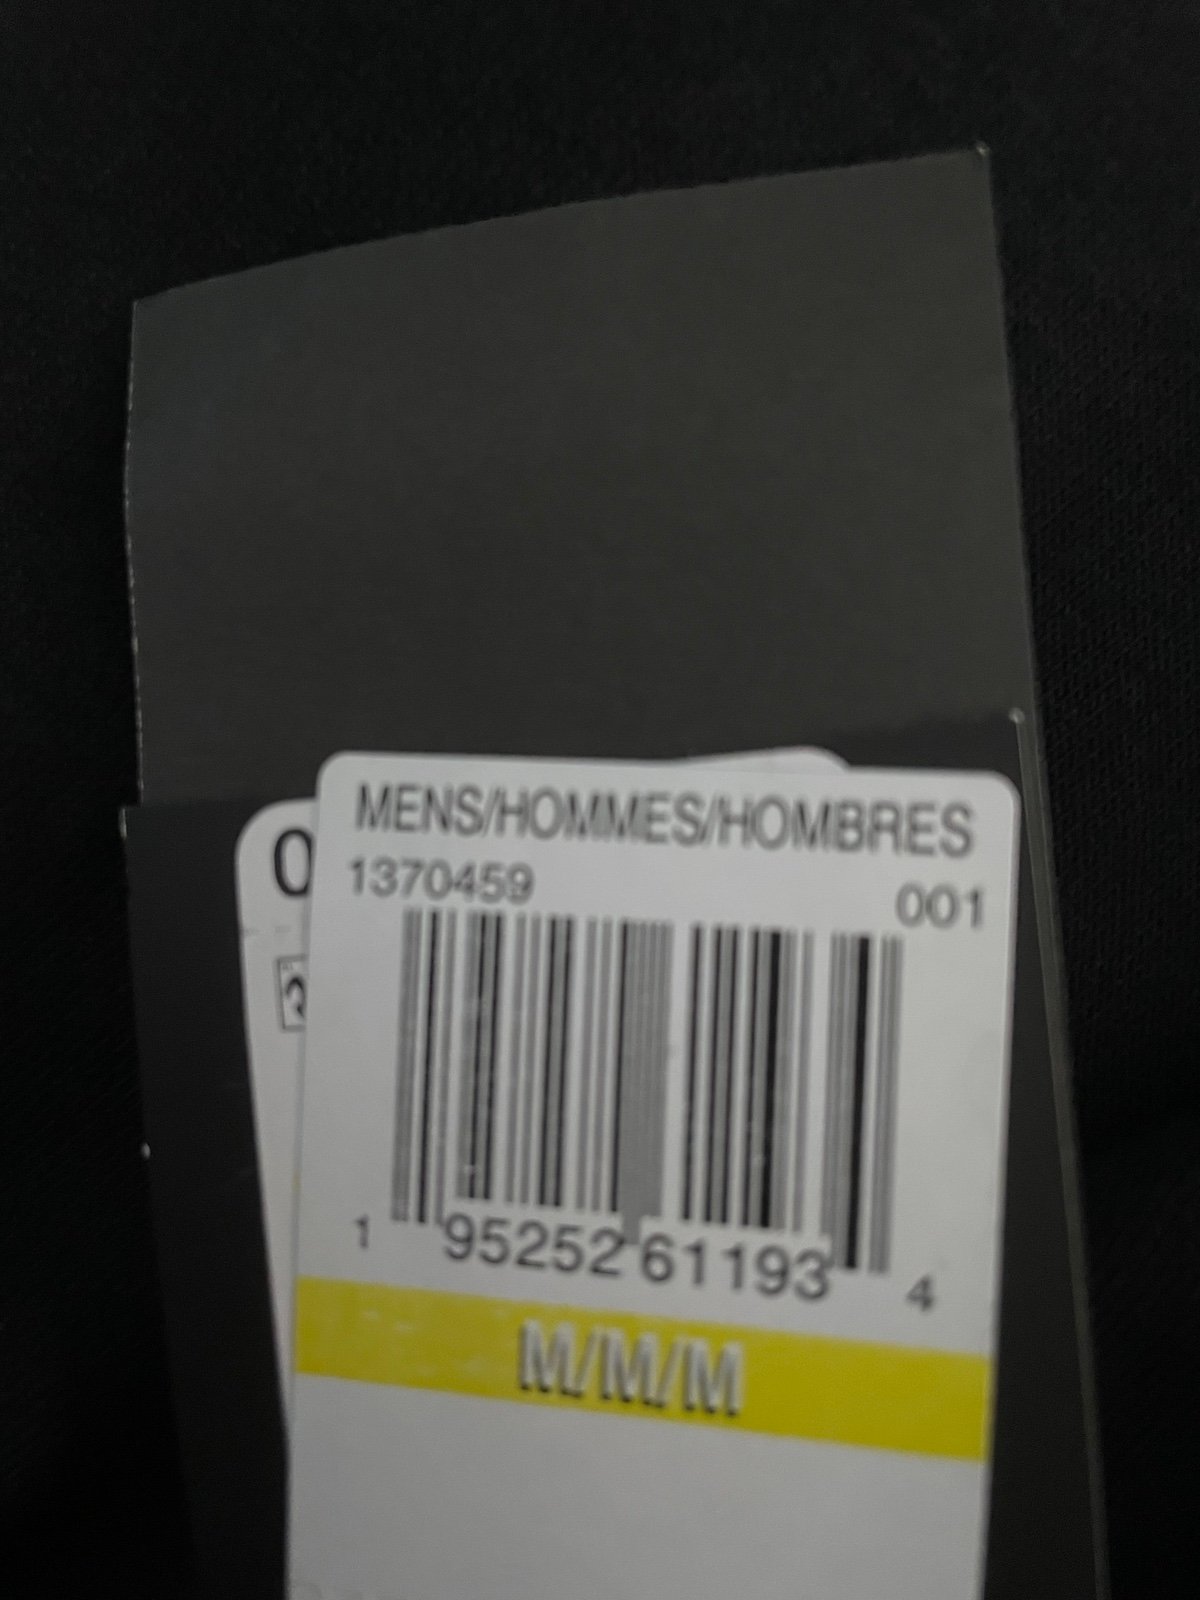 MENS/HOMMES/HOMBRES
1370459 001
1 95252 61193 4
M/M/M